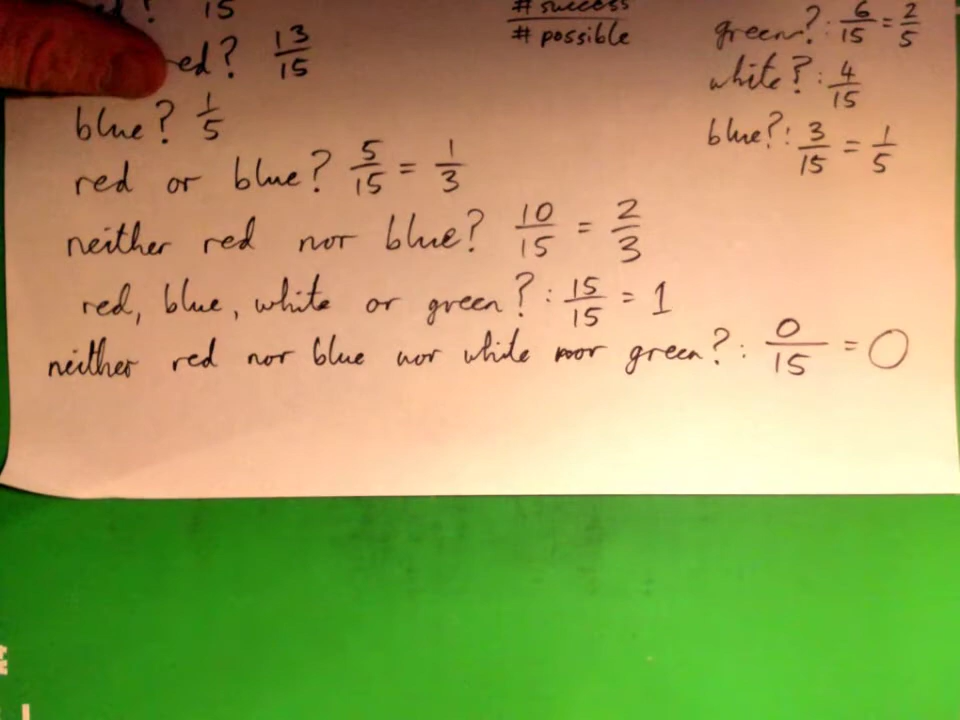 15
# success
# possible
green?: 6/15 = 2/5
ed? 13/15
white?: 4/15
blue? 1/5
blue?: 3/15 = 1/5
red or blue? 5/15 = 1/3
neither red nor blue? 10/15 = 2/3
red, blue, white or green?: 15/15 = 1
neither red nor blue nor white nor green?: 0/15 = 0